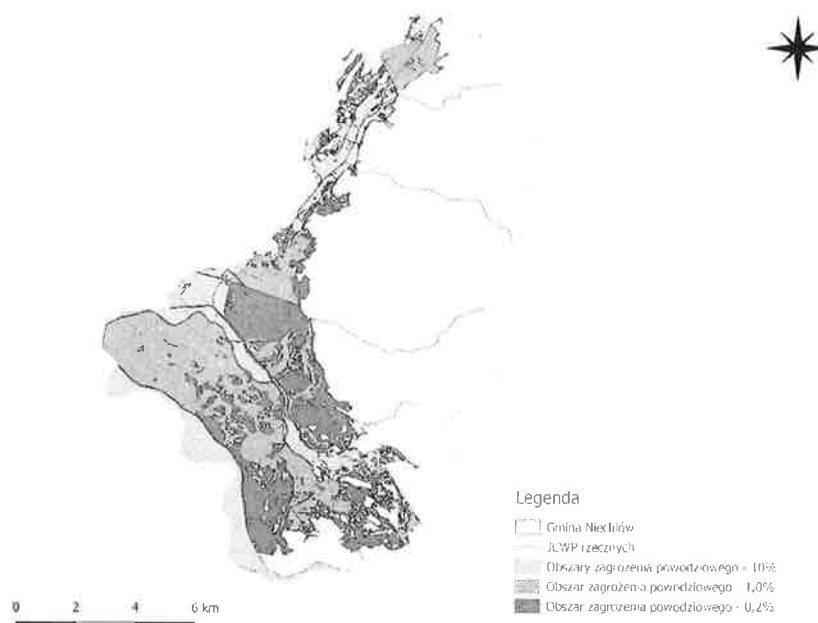 Legenda
Gmina Niechlów
JCWP rzecznych
Obszary zagrożenia powodziowego - 10%
Obszar zagrożenia powodziowego - 1,0%
Obszar zagrożenia powodziowego - 0,2%
0 2 4 6 km